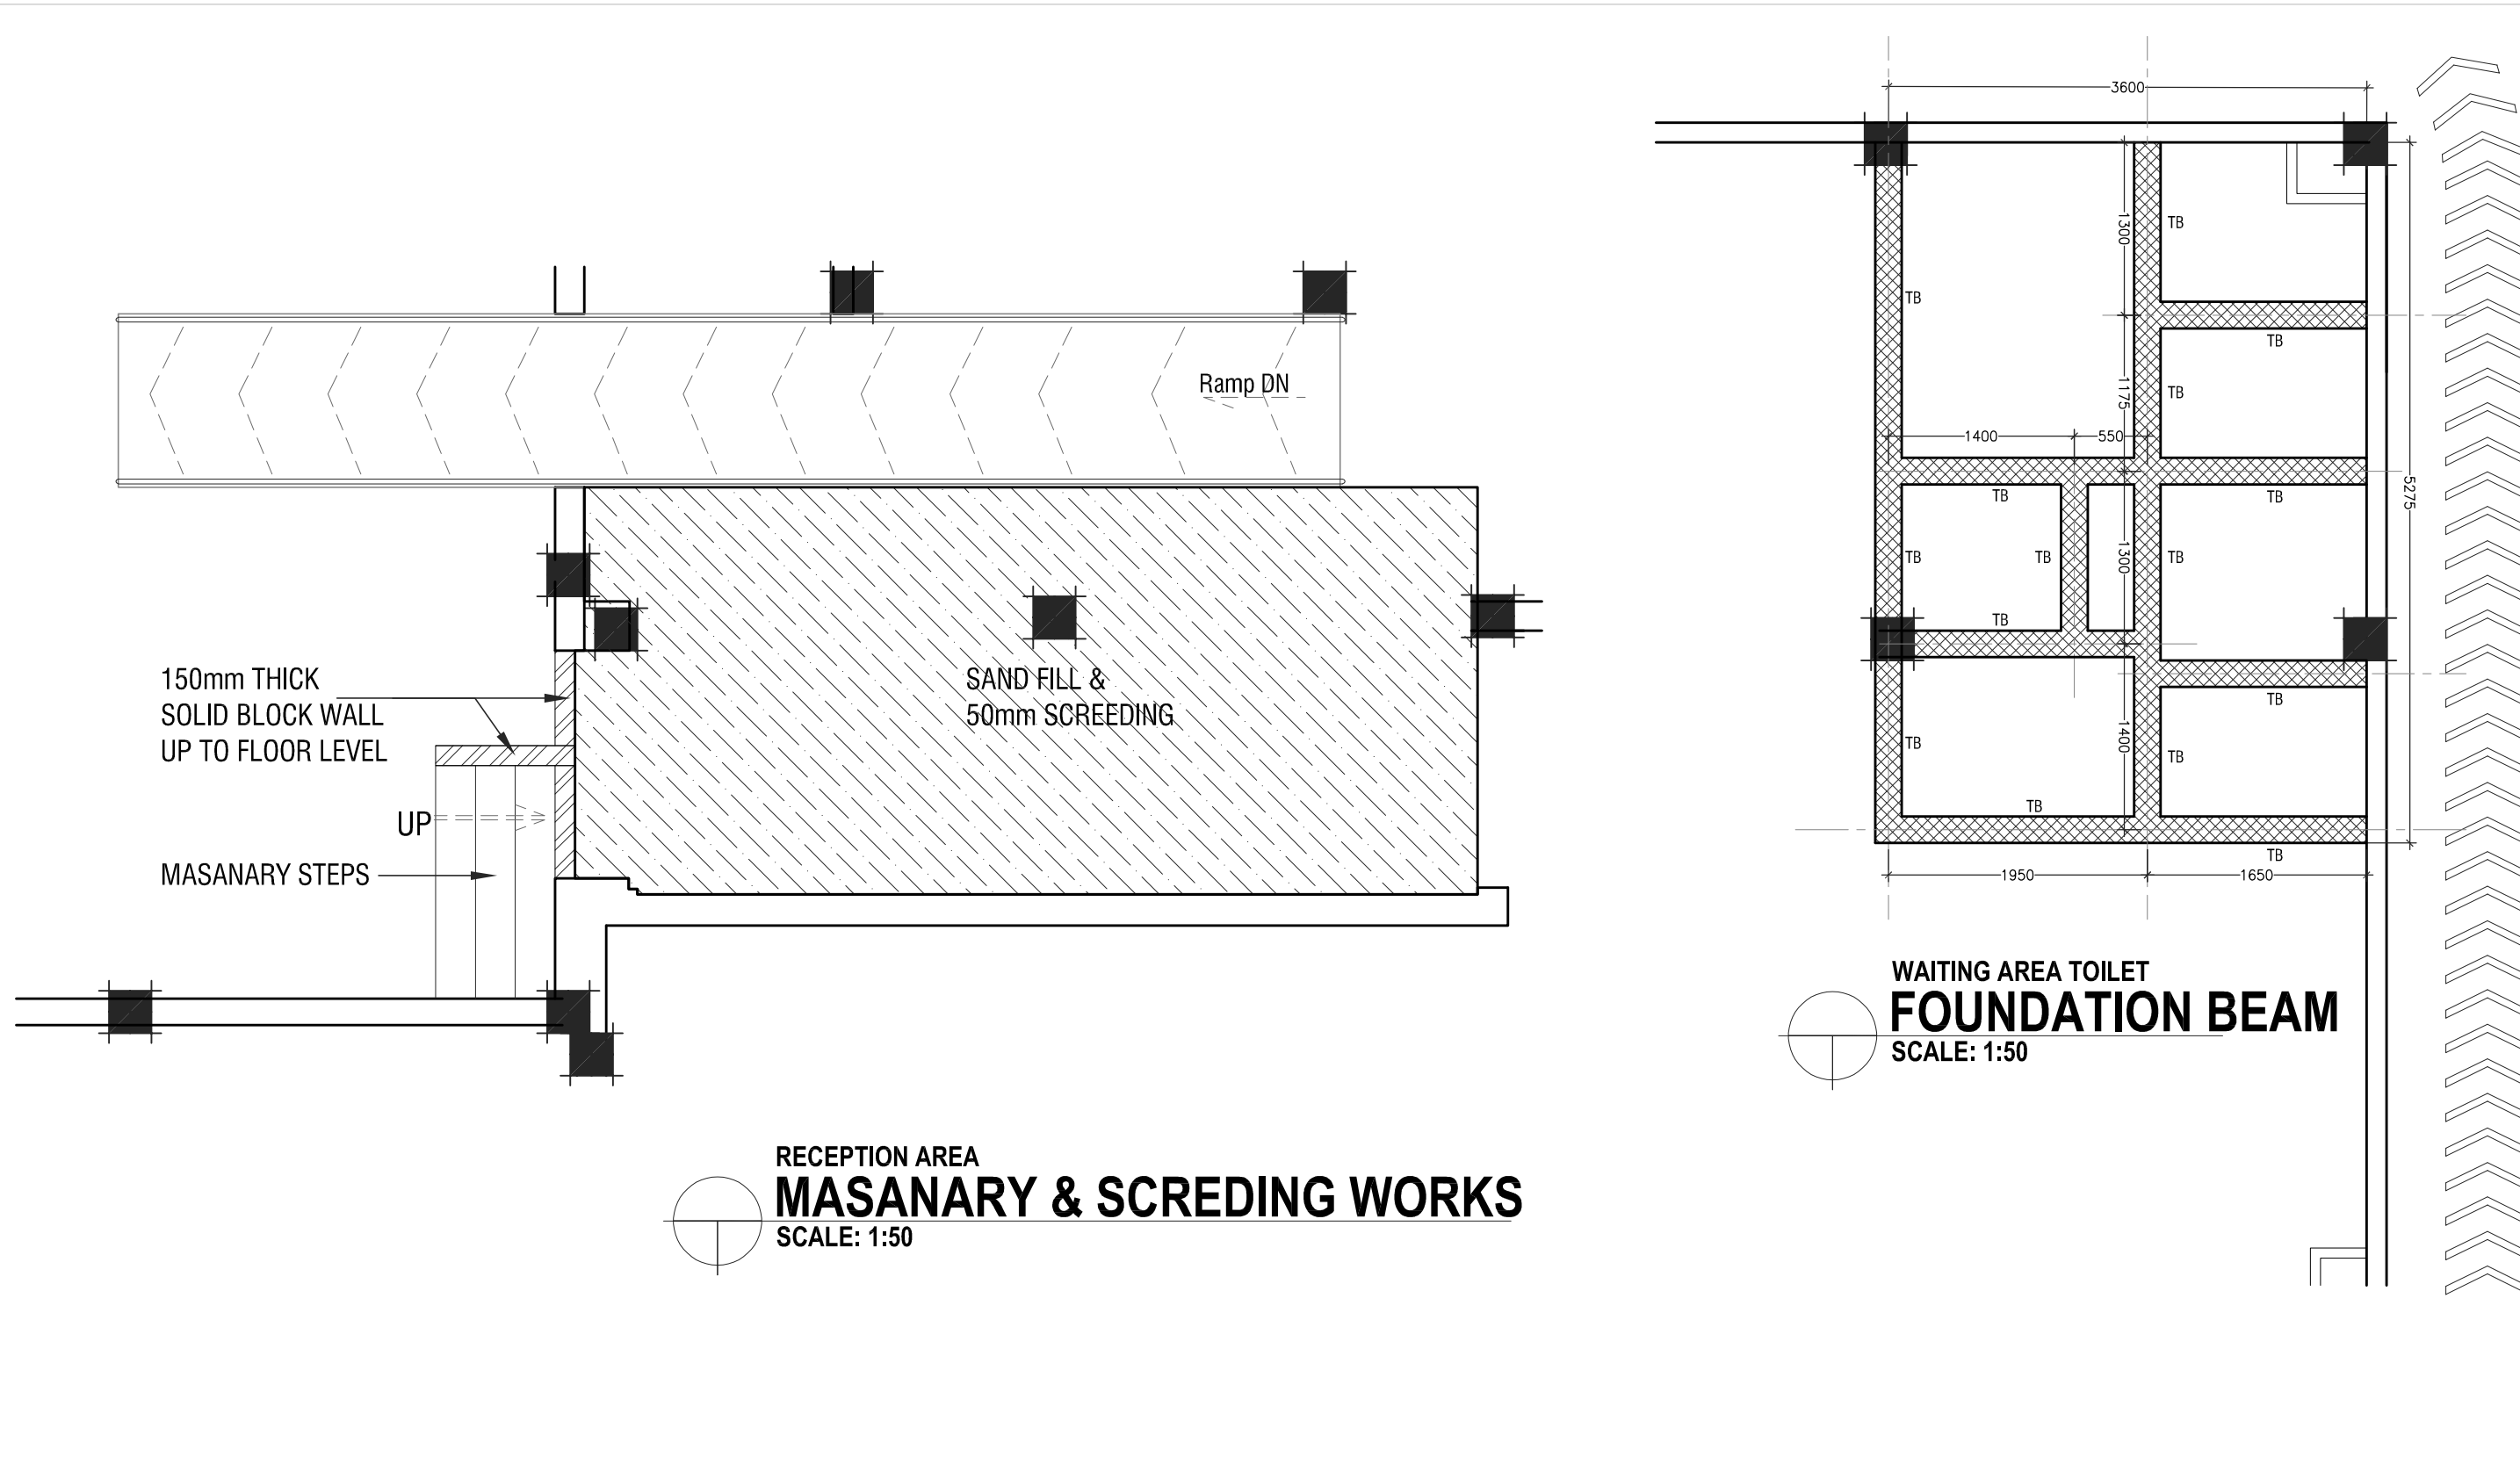 Ramp DN
150mm THICK
SOLID BLOCK WALL
UP TO FLOOR LEVEL
SAND FILL &
50mm SCREEDING
UP
MASANARY STEPS
RECEPTION AREA
MASANARY & SCREDING WORKS
SCALE: 1:50
3600
1300
TB
TB
TB
1175
TB
1400
550
TB
TB
5275
TB
TB
1300
TB
TB
TB
TB
1400
TB
TB
TB
1950
1650
WAITING AREA TOILET
FOUNDATION BEAM
SCALE: 1:50